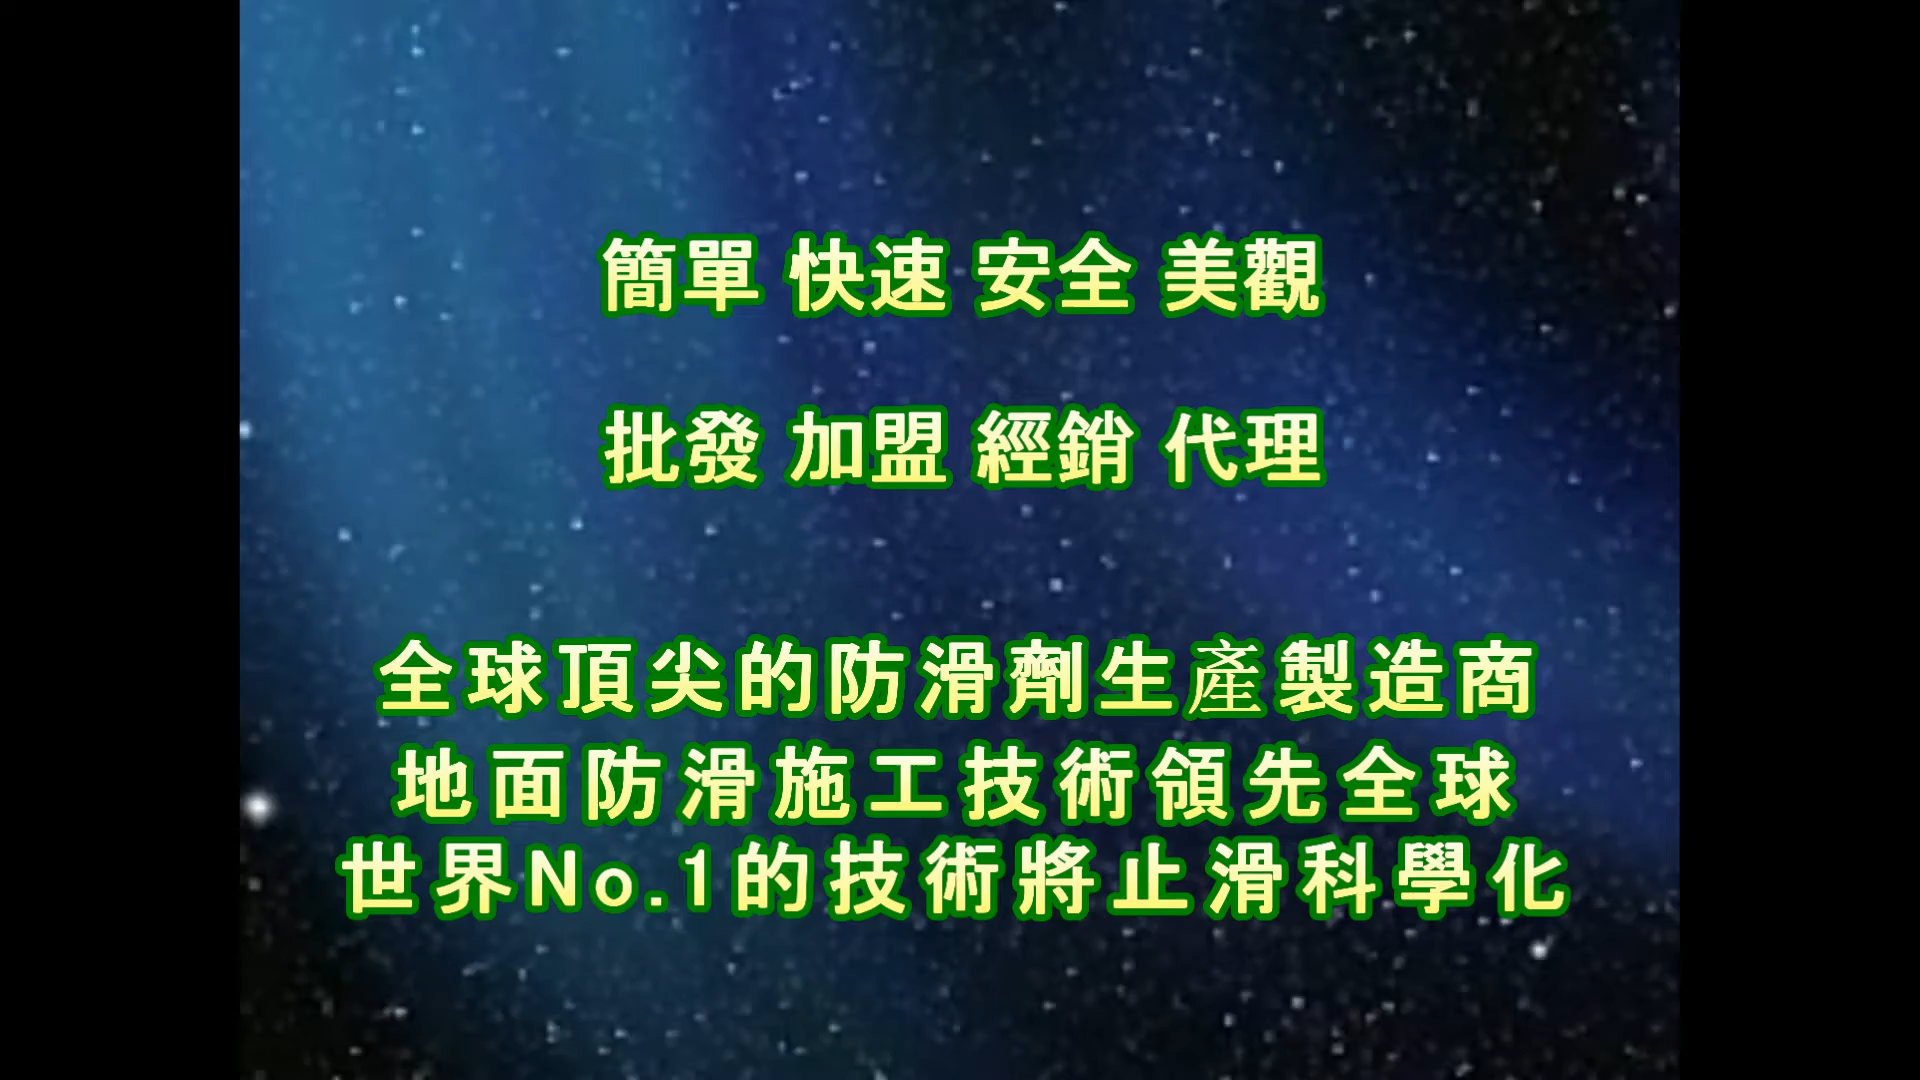 簡單 快速 安全 美觀
批發 加盟 經銷 代理
全球頂尖的防滑劑生產製造商
地面防滑施工技術領先全球
世界No.1的技術將止滑科學化